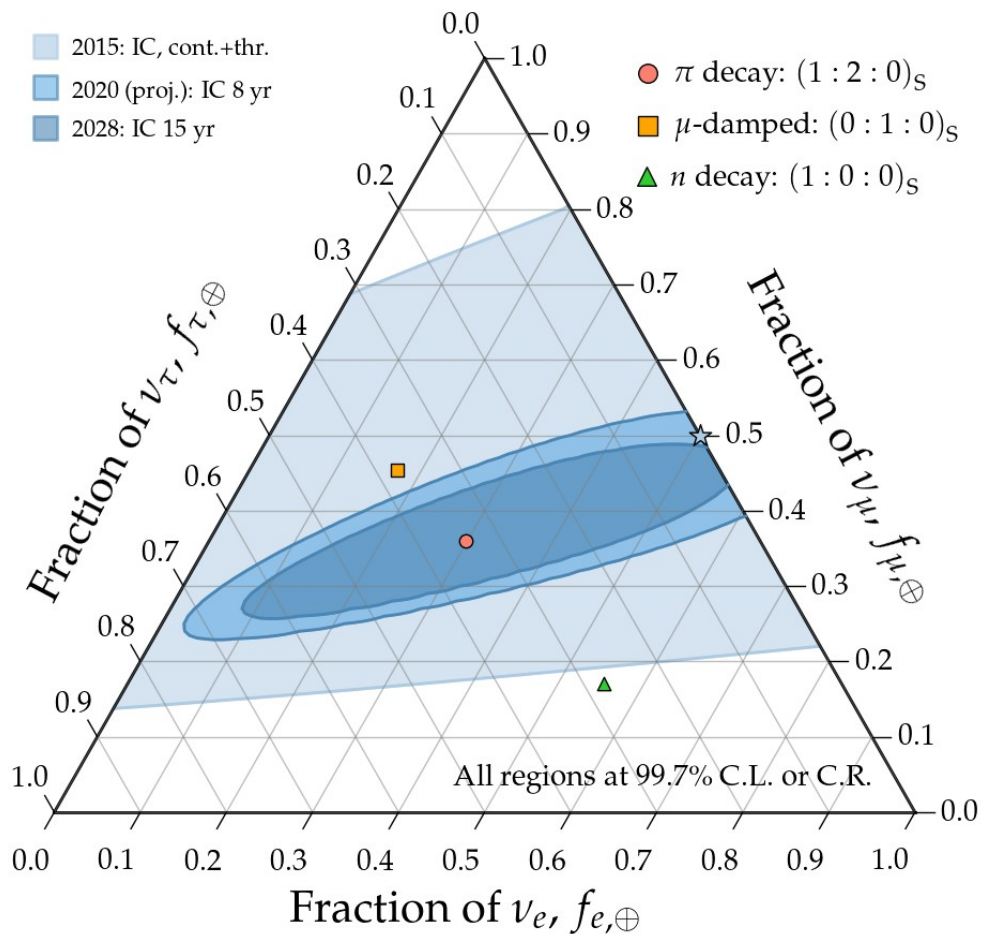 2015: IC, cont.+thr.
2020 (proj.): IC 8 yr
2028: IC 15 yr
π decay: (1 : 2 : 0)S
μ-damped: (0 : 1 : 0)S
n decay: (1 : 0 : 0)S
Fraction of ντ, fτ,⊕
0.0
0.1
0.2
0.3
0.4
0.5
0.6
0.7
0.8
0.9
1.0
Fraction of νμ, fμ,⊕
1.0
0.9
0.8
0.7
0.6
0.5
0.4
0.3
0.2
0.1
0.0
All regions at 99.7% C.L. or C.R.
0.0 0.1 0.2 0.3 0.4 0.5 0.6 0.7 0.8 0.9 1.0
Fraction of νe, fe,⊕